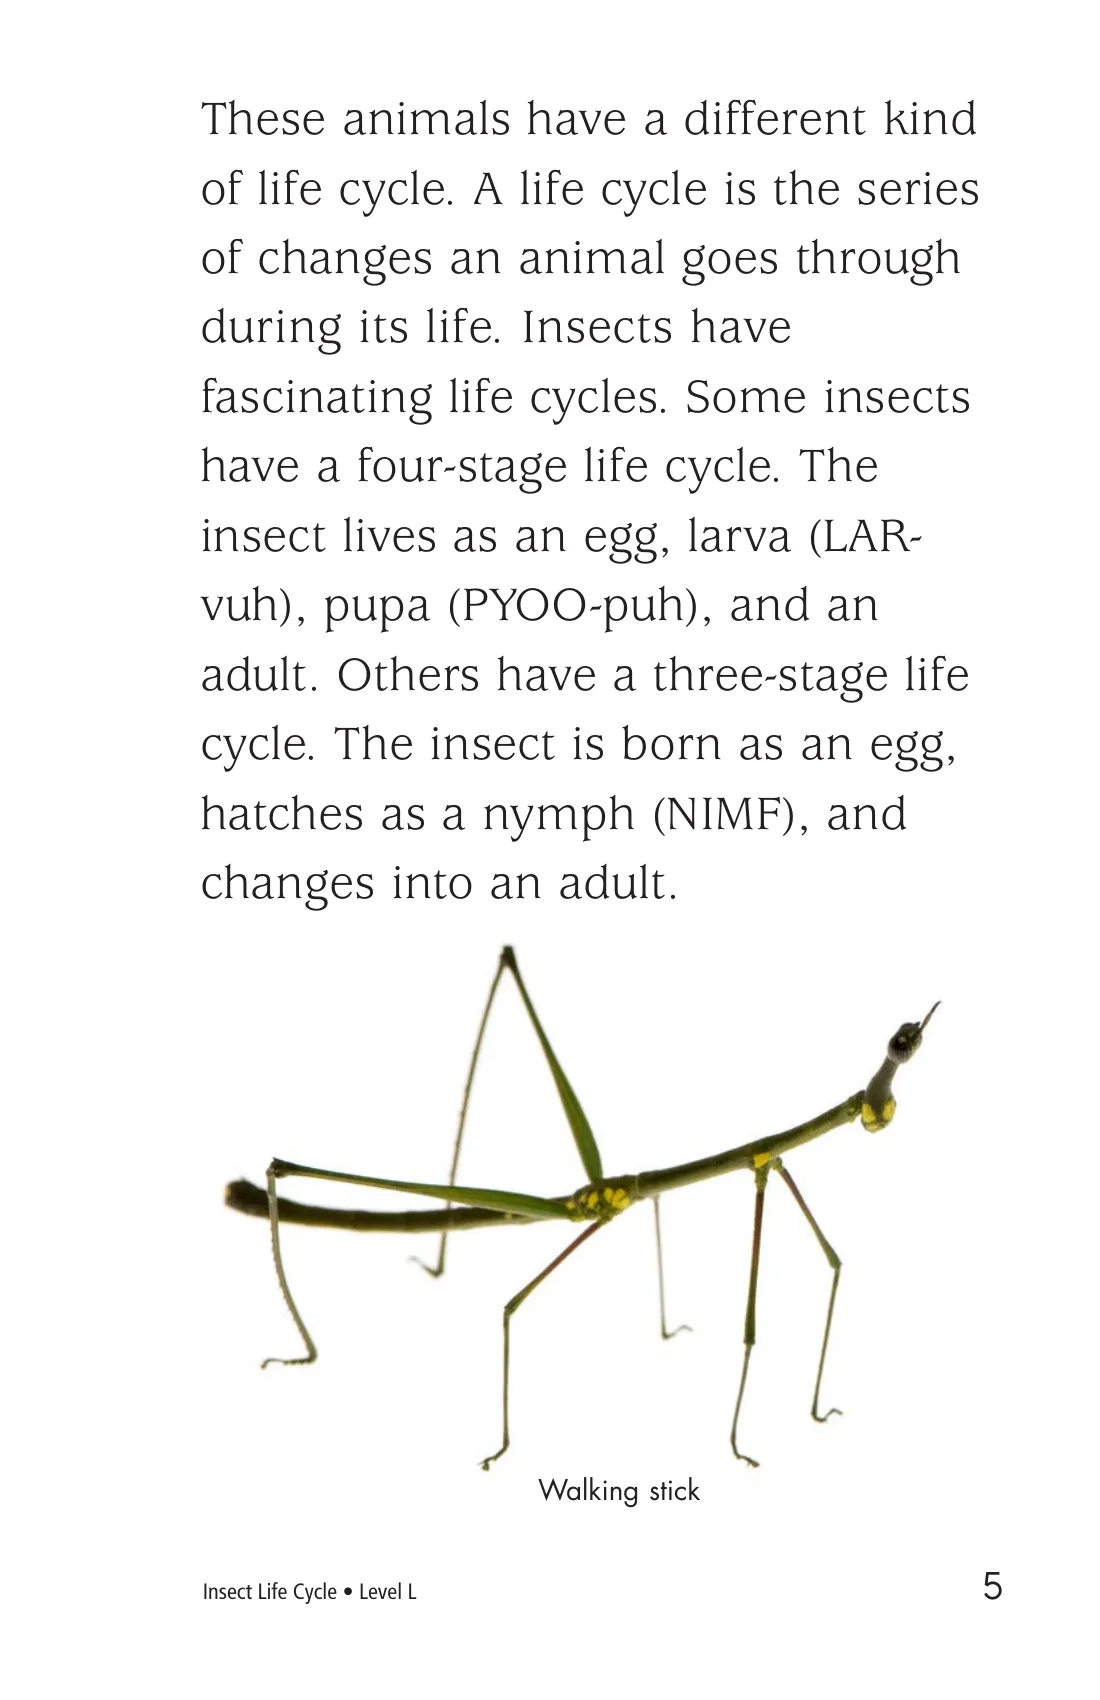 These animals have a different kind
of life cycle. A life cycle is the series
of changes an animal goes through
during its life. Insects have
fascinating life cycles. Some insects
have a four-stage life cycle. The
insect lives as an egg, larva (LAR-
vuh), pupa (PYOO-puh), and an
adult. Others have a three-stage life
cycle. The insect is born as an egg,
hatches as a nymph (NIMF), and
changes into an adult.
Walking stick
Insect Life Cycle • Level L
5